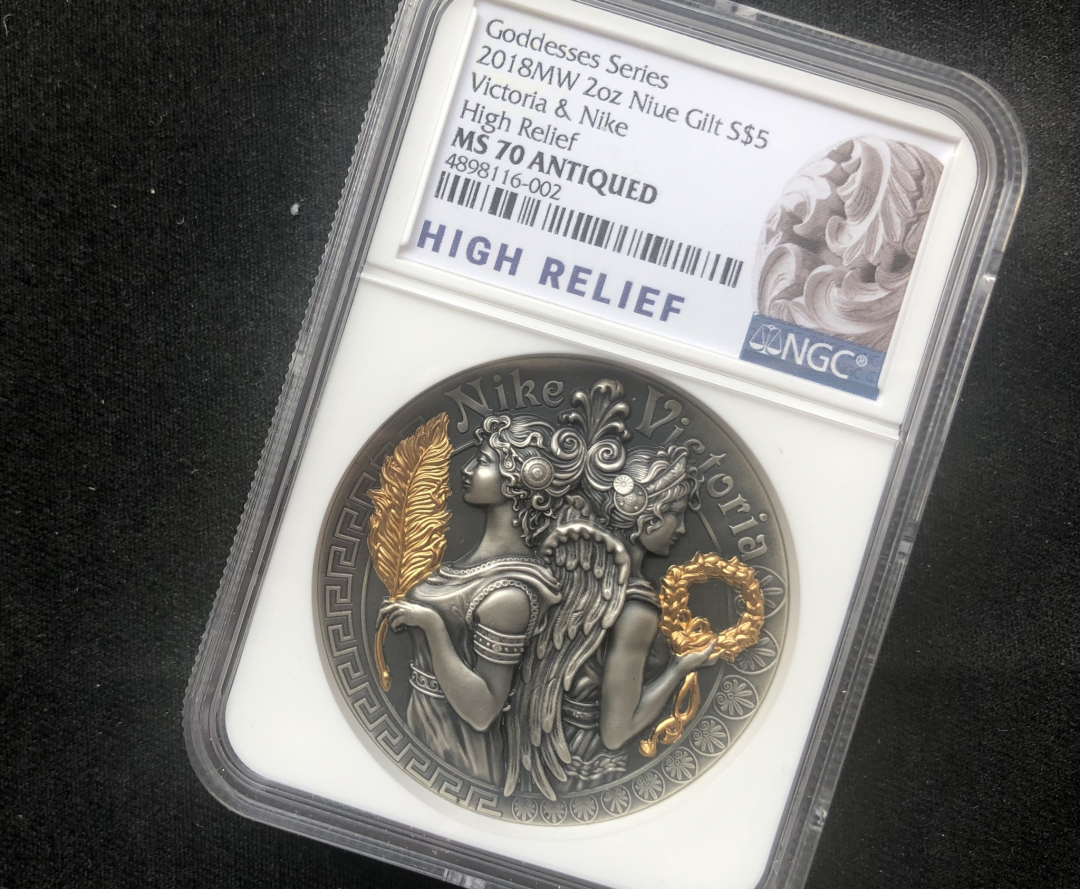 Goddesses Series
2018MW 2oz Niue Gilt S$5
Victoria & Nike
High Relief
MS 70 ANTIQUED
4898116-002
HIGH RELIEF
NGC®
Nike Victoria